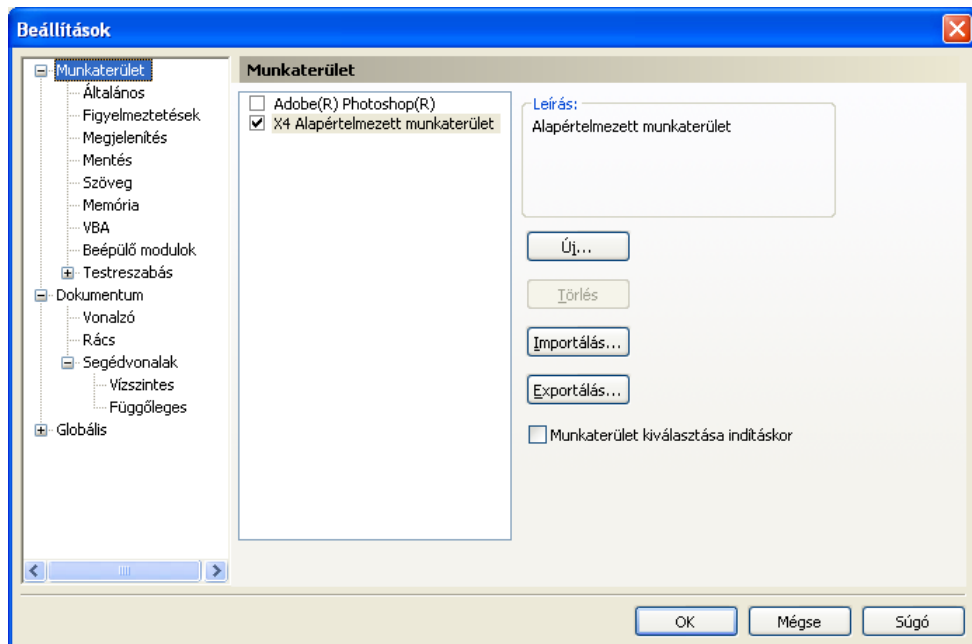 Beállítások
Munkaterület
Általános
Figyelmeztetések
Megjelenítés
Mentés
Szöveg
Memória
VBA
Beépülő modulok
Testreszabás
Dokumentum
Vonalzó
Rács
Segédvonalak
Vízszintes
Függőleges
Globális
Munkaterület
Adobe(R) Photoshop(R)
X4 Alapértelmezett munkaterület
Leírás:
Alapértelmezett munkaterület
Új...
Törlés
Importálás...
Exportálás...
Munkaterület kiválasztása indításkor
OK
Mégse
Súgó